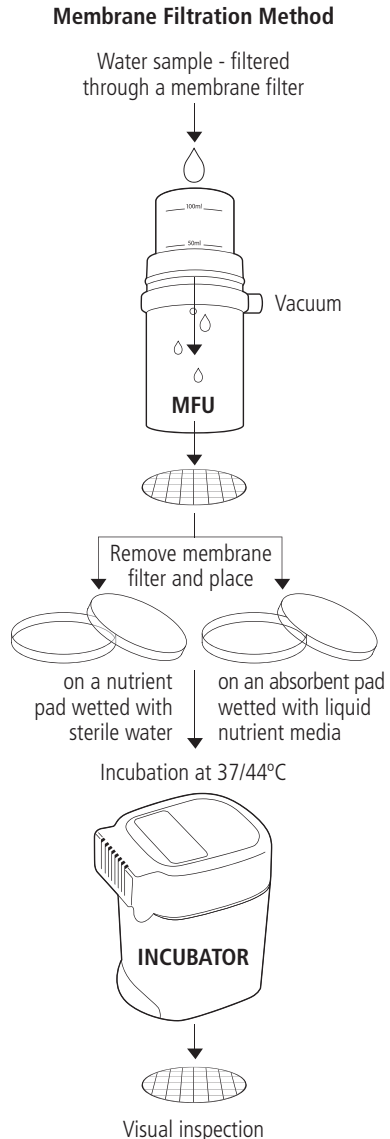 Membrane Filtration Method
Water sample - filtered
through a membrane filter
100ml
50ml
Vacuum
MFU
Remove membrane
filter and place
on a nutrient
pad wetted with
sterile water
on an absorbent pad
wetted with liquid
nutrient media
Incubation at 37/44ºC
INCUBATOR
Visual inspection